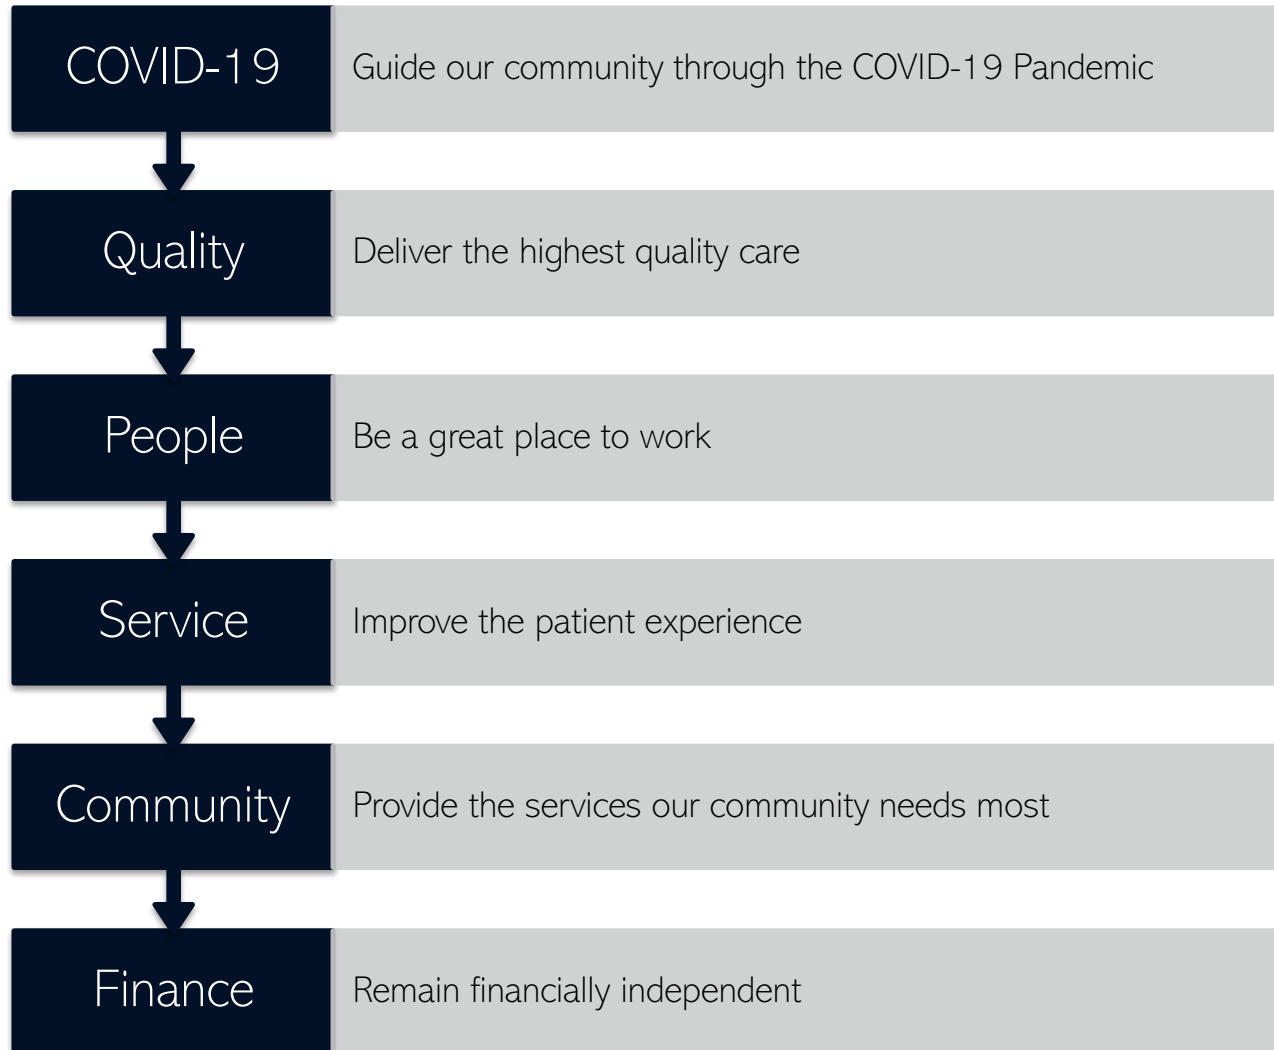 COVID-19
Guide our community through the COVID-19 Pandemic
Quality
Deliver the highest quality care
People
Be a great place to work
Service
Improve the patient experience
Community
Provide the services our community needs most
Finance
Remain financially independent